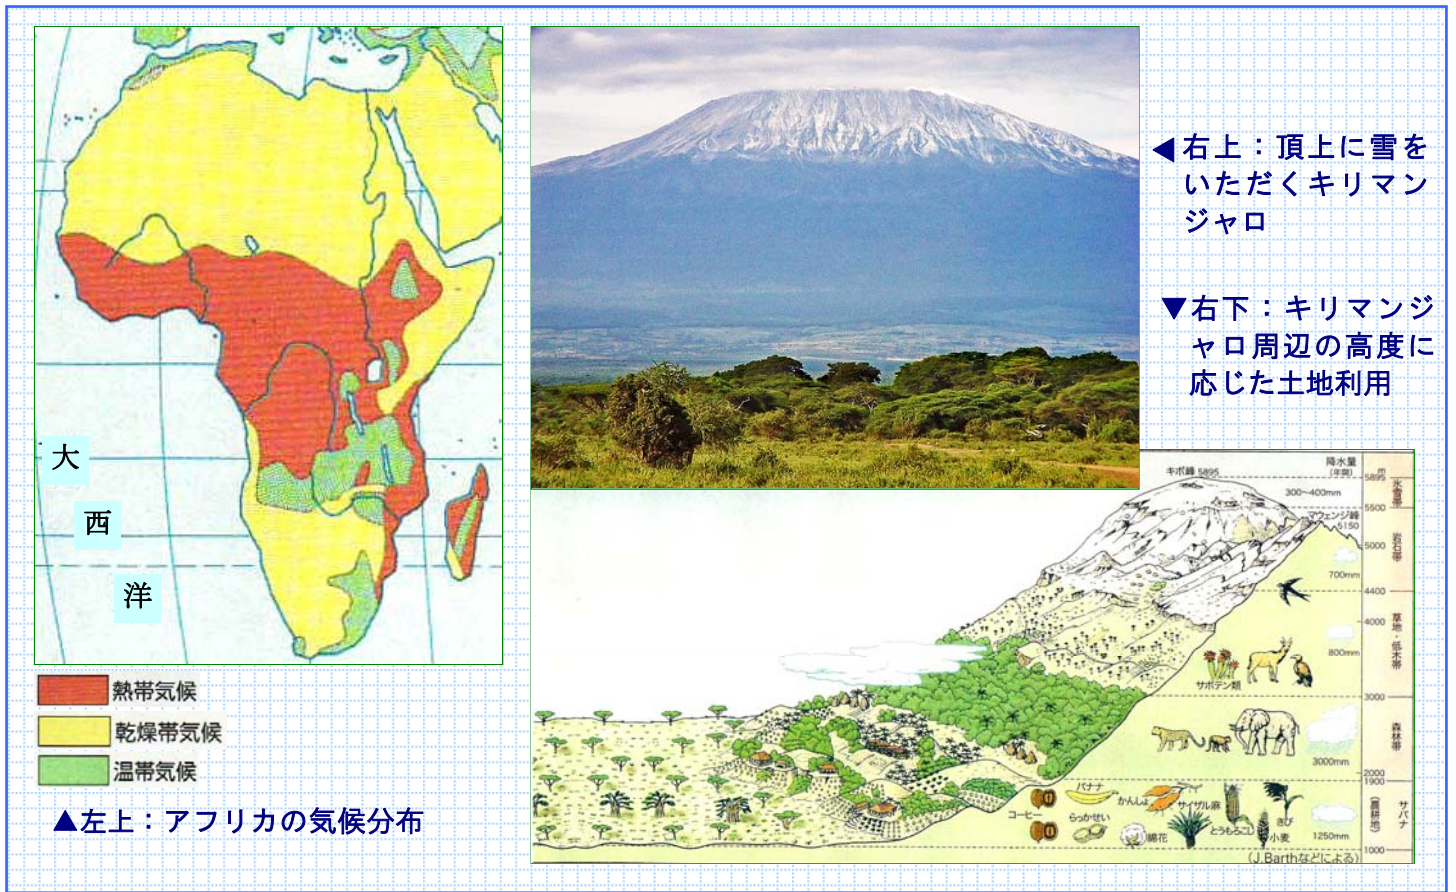 大
西
洋
熱帯気候
乾燥帯気候
温帯気候
▲左上：アフリカの気候分布
◀右上：頂上に雪を
いただくキリマン
ジャロ
▼右下：キリマンジ
ャロ周辺の高度に
応じた土地利用
キボ峰 5895
降水量
(年間)
m
5895
氷雪帯
300～400mm
5500
マウェンジ峰
5150
岩石帯
5000
700mm
4400
4000
草地・低木帯
800mm
サボテン類
3000
森林帯
3000mm
2000
1900
バナナ
かんしょ
サイザル麻
コーヒー
らっかせい
綿花
とうもろこし
きび
小麦
サバナ
(農耕地)
1250mm
1000
(J.Barthなどによる)